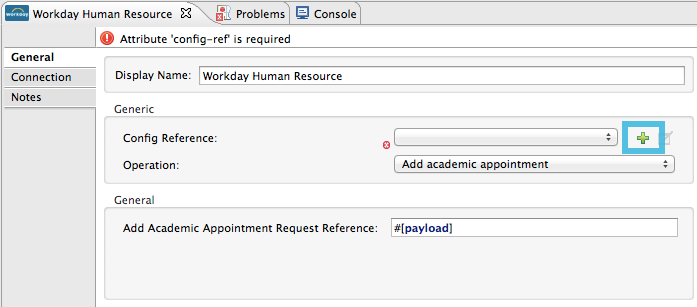 workday Workday Human Resource Problems Console
Attribute 'config-ref' is required
General
Connection
Notes
Display Name: Workday Human Resource
Generic
Config Reference:
Operation: Add academic appointment
General
Add Academic Appointment Request Reference: #[payload]